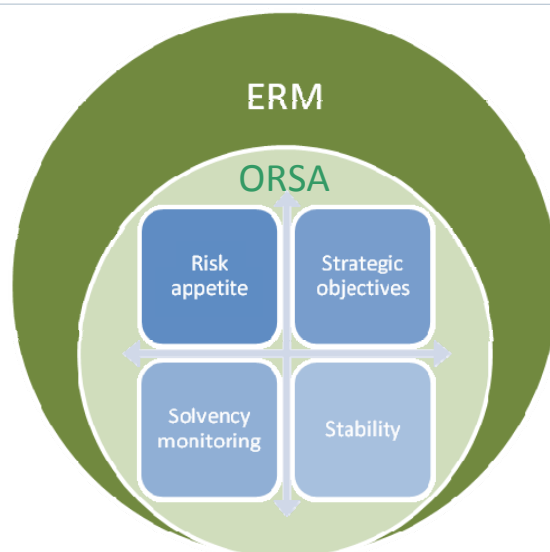 ERM
ORSA
Risk
appetite
Strategic
objectives
Solvency
monitoring
Stability